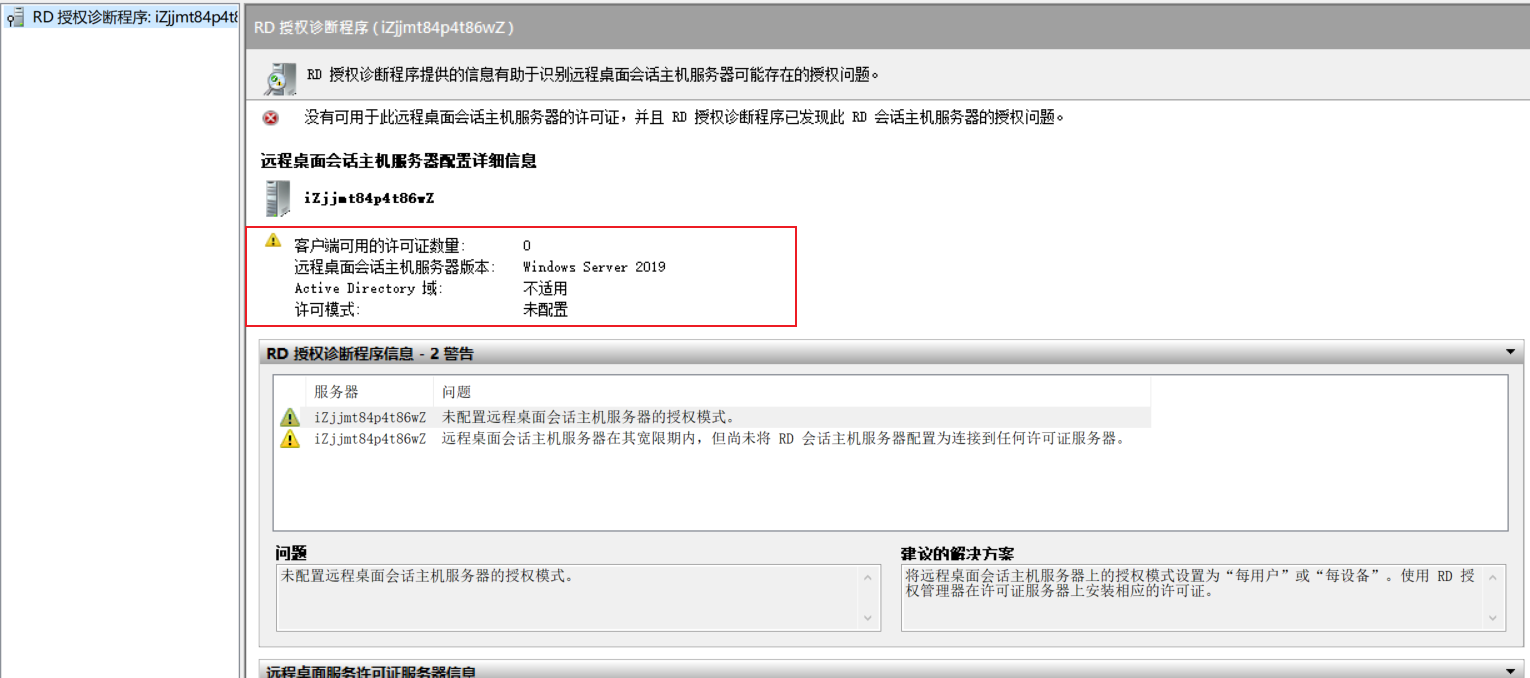 RD 授权诊断程序: iZjjmt84p4t8
RD 授权诊断程序 ( iZjjmt84p4t86wZ )
RD 授权诊断程序提供的信息有助于识别远程桌面会话主机服务器可能存在的授权问题。
没有可用于此远程桌面会话主机服务器的许可证，并且 RD 授权诊断程序已发现此 RD 会话主机服务器的授权问题。
远程桌面会话主机服务器配置详细信息
iZjjmt84p4t86wZ
客户端可用的许可证数量: 0
远程桌面会话主机服务器版本: Windows Server 2019
Active Directory 域: 不适用
许可模式: 未配置
RD 授权诊断程序信息 - 2 警告
服务器 问题
iZjjmt84p4t86wZ 未配置远程桌面会话主机服务器的授权模式。
iZjjmt84p4t86wZ 远程桌面会话主机服务器在其宽限期内，但尚未将 RD 会话主机服务器配置为连接到任何许可证服务器。
问题
未配置远程桌面会话主机服务器的授权模式。
建议的解决方案
将远程桌面会话主机服务器上的授权模式设置为“每用户”或“每设备”。使用 RD 授
权管理器在许可证服务器上安装相应的许可证。
远程桌面服务许可证服务器信息